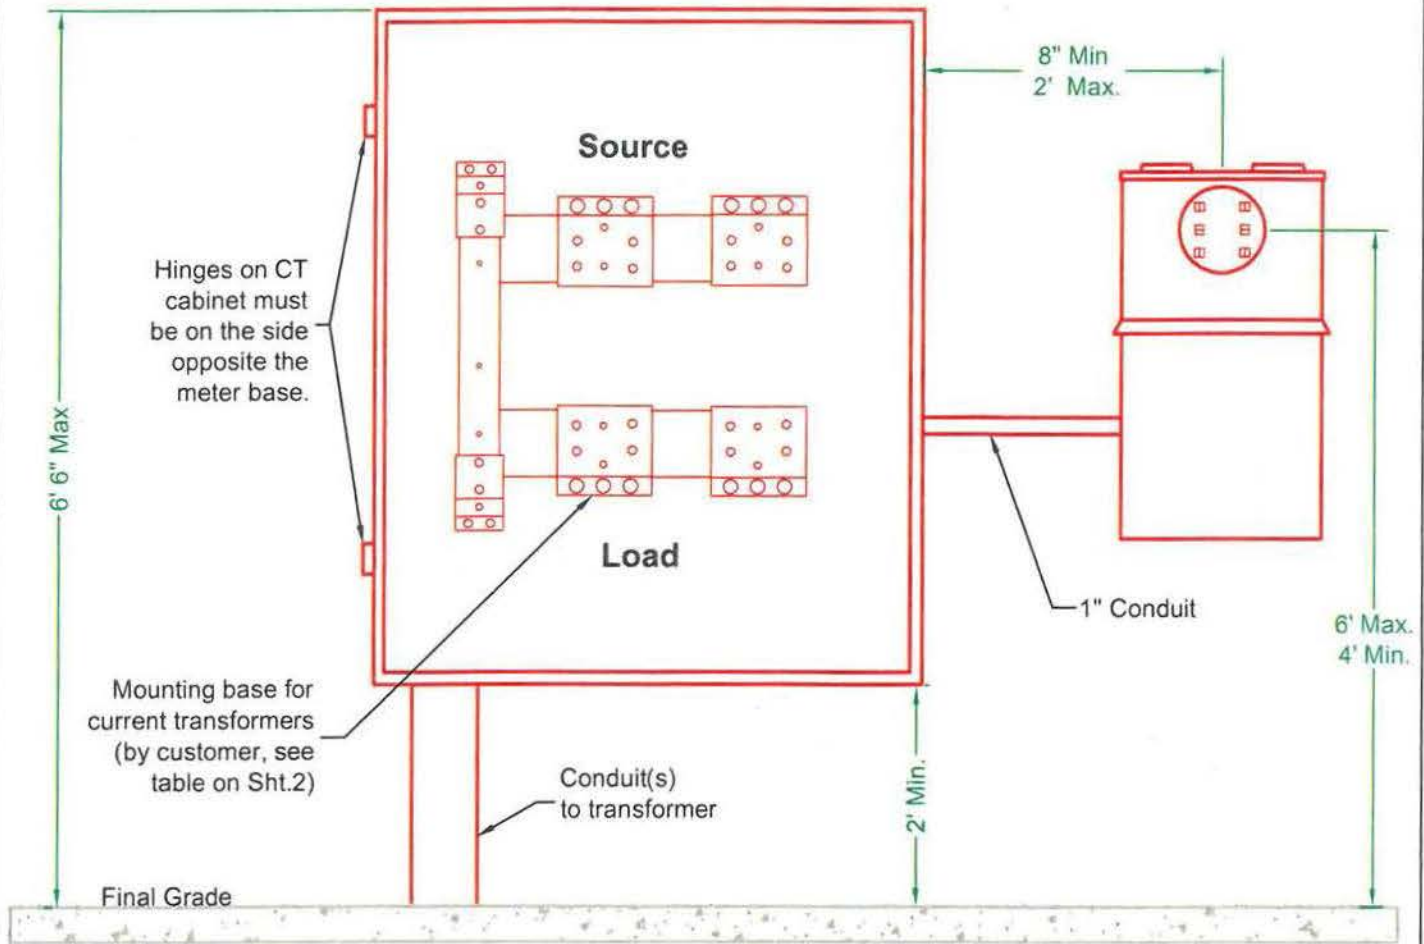 8" Min
2' Max.
Source
Hinges on CT
cabinet must
be on the side
opposite the
meter base.
6' 6" Max
Load
1" Conduit
6' Max.
4' Min.
Mounting base for
current transformers
(by customer, see
table on Sht.2)
Conduit(s)
to transformer
2' Min.
Final Grade